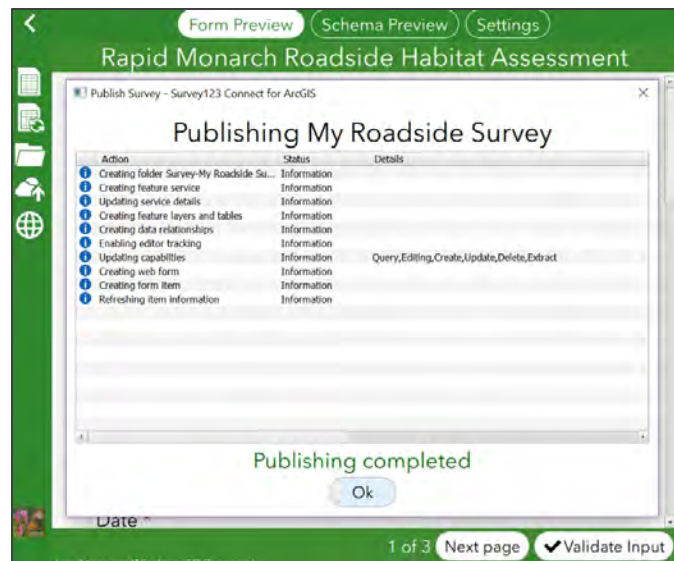 Form Preview Schema Preview Settings
Rapid Monarch Roadside Habitat Assessment
Publish Survey - Survey123 Connect for ArcGIS
Publishing My Roadside Survey
Action Status Details
Creating folder Survey-My Roadside Su... Information
Creating feature service Information
Updating service details Information
Creating feature layers and tables Information
Creating data relationships Information
Enabling editor tracking Information
Updating capabilities Information Query,Editing,Create,Update,Delete,Extract
Creating web form Information
Creating form item Information
Refreshing item information Information
Publishing completed
Ok
Date *
1 of 3 Next page Validate Input